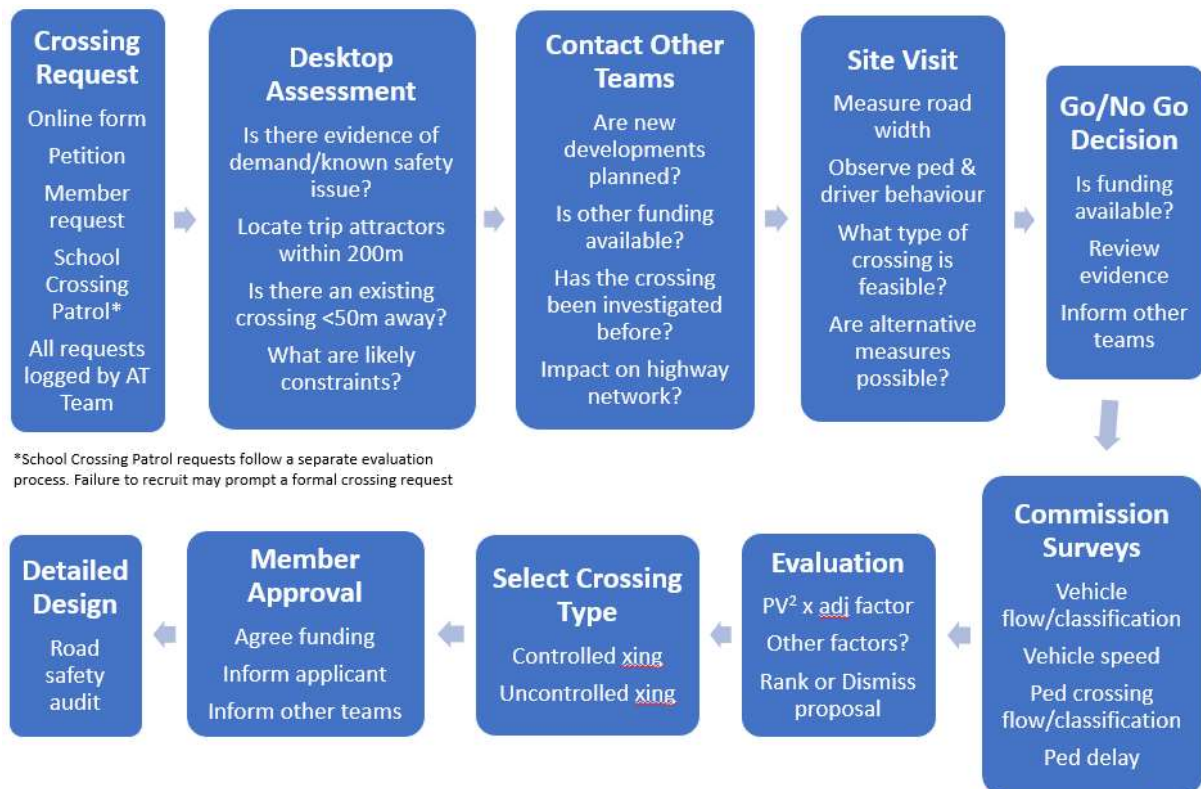 Crossing
Request
Online form
Petition
Member
request
School
Crossing
Patrol*
All requests
logged by AT
Team
Desktop
Assessment
Is there evidence of
demand/known safety
issue?
Locate trip attractors
within 200m
Is there an existing
crossing <50m away?
What are likely
constraints?
Contact Other
Teams
Are new
developments
planned?
Is other funding
available?
Has the crossing
been investigated
before?
Impact on highway
network?
Site Visit
Measure road
width
Observe ped &
driver behaviour
What type of
crossing is
feasible?
Are alternative
measures
possible?
Go/No Go
Decision
Is funding
available?
Review
evidence
Inform other
teams
*School Crossing Patrol requests follow a separate evaluation
process. Failure to recruit may prompt a formal crossing request
Commission
Surveys
Vehicle
flow/classification
Vehicle speed
Ped crossing
flow/classification
Ped delay
Evaluation
PV² x adj factor
Other factors?
Rank or Dismiss
proposal
Select Crossing
Type
Controlled xing
Uncontrolled xing
Member
Approval
Agree funding
Inform applicant
Inform other teams
Detailed
Design
Road
safety
audit